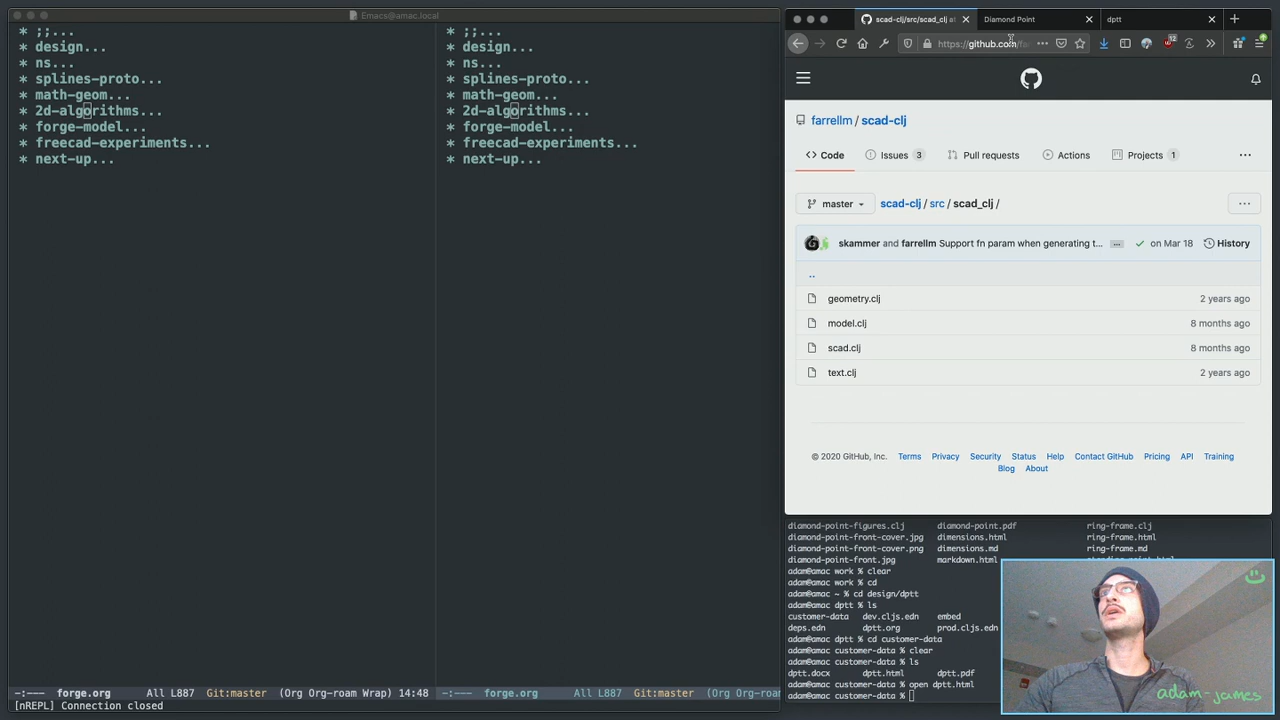 Emacs@amac.local
* ;;...
* design...
* ns...
* splines-proto...
* math-geom...
* 2d-algorithms...
* forge-model...
* freecad-experiments...
* next-up...
-:--- forge.org All L887 Git:master (Org Org-roam Wrap) 14:48
[nREPL] Connection closed
* ;;...
* design...
* ns...
* splines-proto...
* math-geom...
* 2d-algorithms...
* forge-model...
* freecad-experiments...
* next-up...
-:--- forge.org All L887 Git:master (Org Org-roa
scad-clj/src/scad_clj at Diamond Point dptt
https://github.com/fa
12
farrellm / scad-clj
Code Issues 3 Pull requests Actions Projects 1
master scad-clj / src / scad_clj /
skammer and farrellm Support fn param when generating t... on Mar 18 History
..
geometry.clj 2 years ago
model.clj 8 months ago
scad.clj 8 months ago
text.clj 2 years ago
© 2020 GitHub, Inc. Terms Privacy Security Status Help Contact GitHub Pricing API Training
Blog About
diamond-point-figures.clj diamond-point.pdf ring-frame.clj
diamond-point-front-cover.jpg dimensions.html ring-frame.html
diamond-point-front-cover.png dimensions.md ring-frame.md
diamond-point-front.jpg markdown.html
adam@amac work % clear
adam@amac work % cd
adam@amac ~ % cd design/dptt
adam@amac dptt % ls
customer-data dev.cljs.edn embed
deps.edn dptt.org prod.cljs.edn
adam@amac dptt % cd customer-data
adam@amac customer-data % clear
adam@amac customer-data % ls
dptt.docx dptt.html dptt.pdf
adam@amac customer-data % open dptt.html
adam@amac customer-data %
adam-james